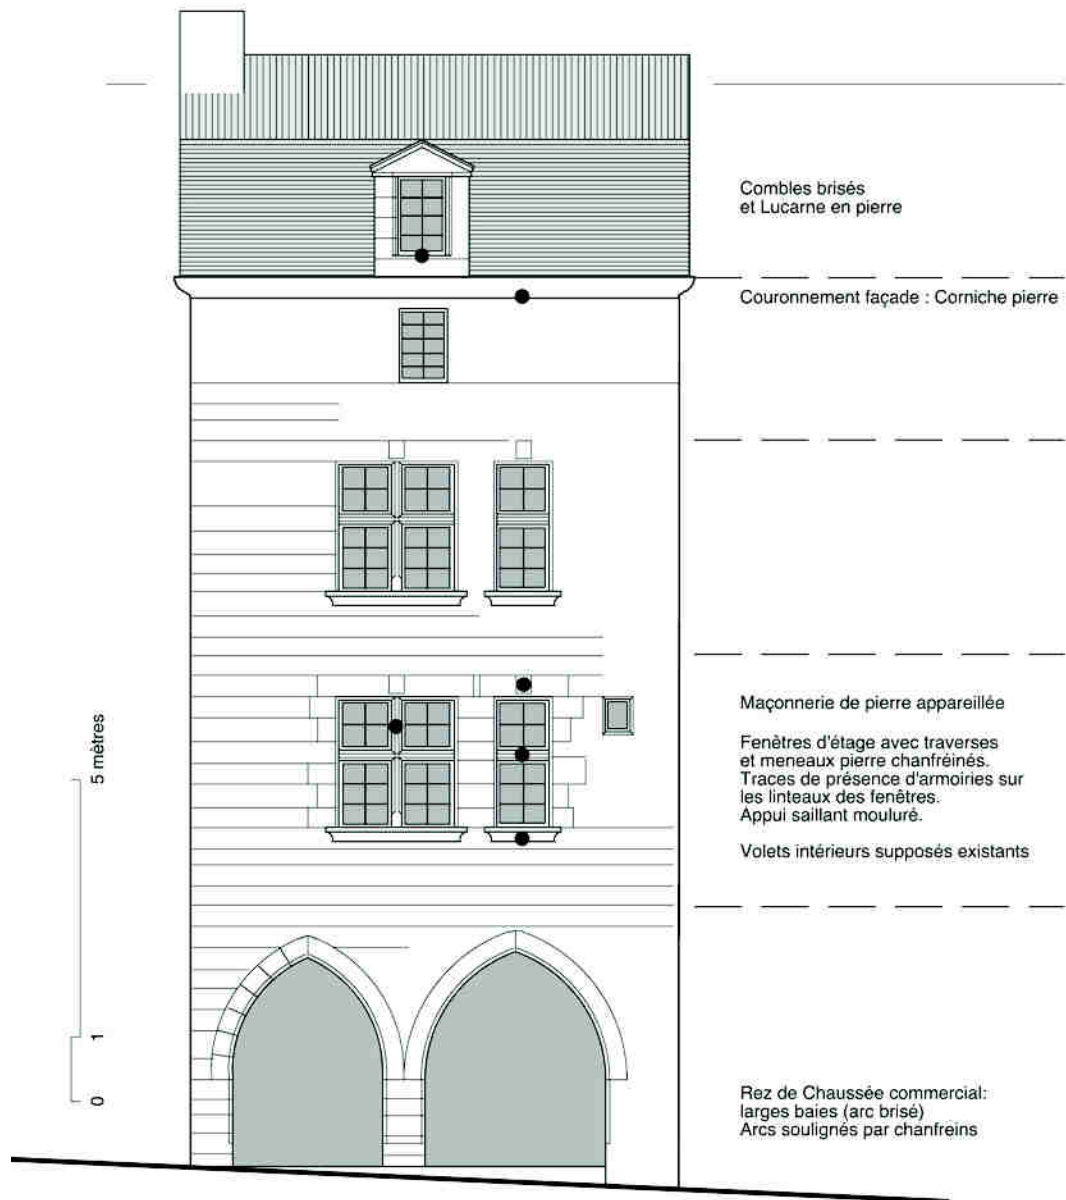 Combles brisés
et Lucarne en pierre
Couronnement façade : Corniche pierre
Maçonnerie de pierre appareillée
Fenêtres d'étage avec traverses
et meneaux pierre chanfréinés.
Traces de présence d'armoiries sur
les linteaux des fenêtres.
Appui saillant mouluré.
Volets intérieurs supposés existants
5 mètres
1
0
Rez de Chaussée commercial:
larges baies (arc brisé)
Arcs soulignés par chanfreins